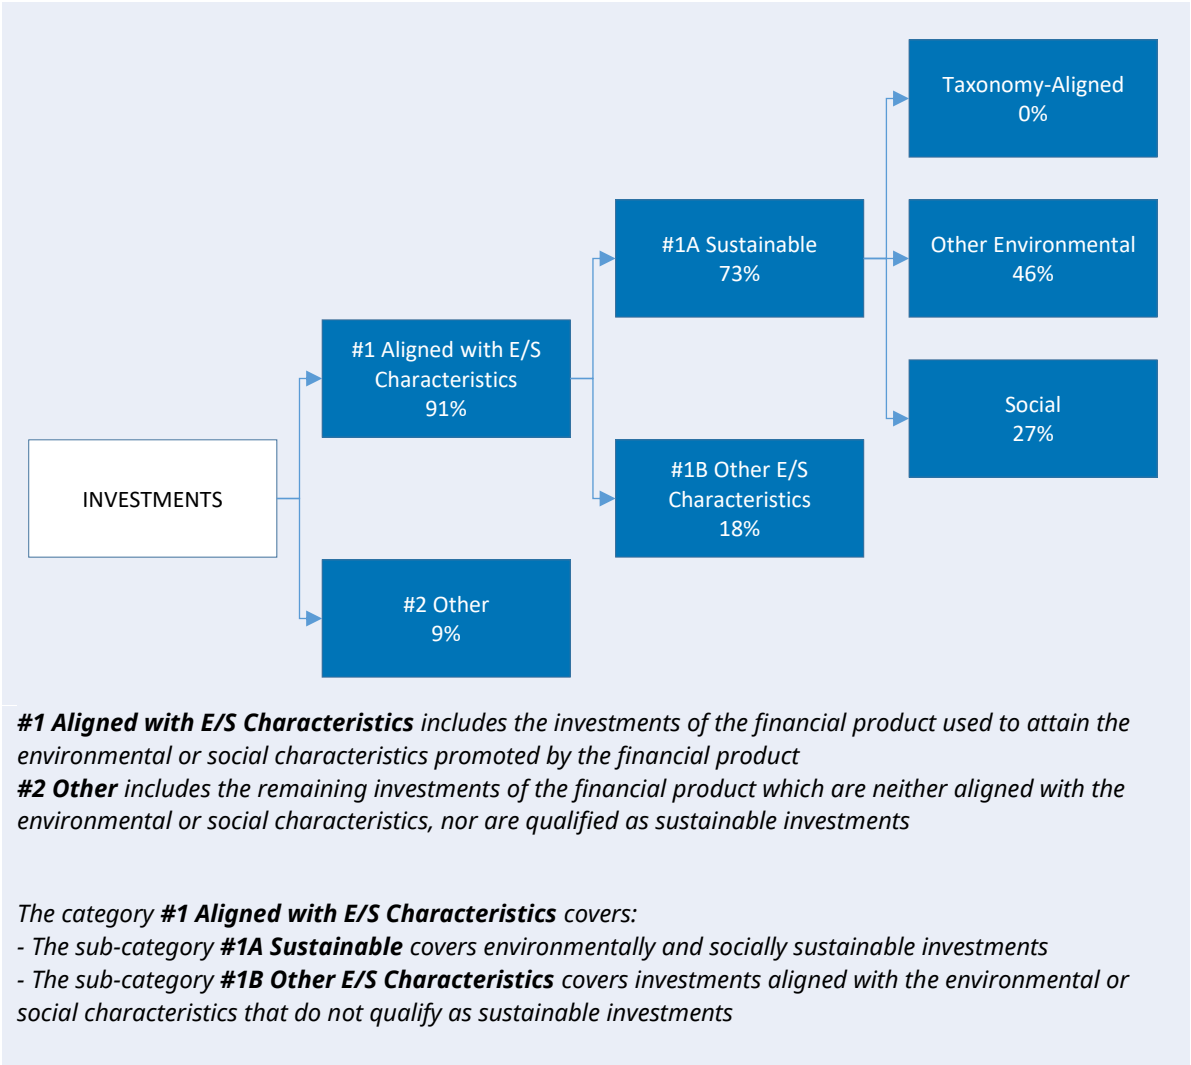 Taxonomy-Aligned
0%
#1A Sustainable
73%
Other Environmental
46%
#1 Aligned with E/S
Characteristics
91%
Social
27%
INVESTMENTS
#1B Other E/S
Characteristics
18%
#2 Other
9%
#1 Aligned with E/S Characteristics includes the investments of the financial product used to attain the
environmental or social characteristics promoted by the financial product
#2 Other includes the remaining investments of the financial product which are neither aligned with the
environmental or social characteristics, nor are qualified as sustainable investments
The category #1 Aligned with E/S Characteristics covers:
- The sub-category #1A Sustainable covers environmentally and socially sustainable investments
- The sub-category #1B Other E/S Characteristics covers investments aligned with the environmental or
social characteristics that do not qualify as sustainable investments